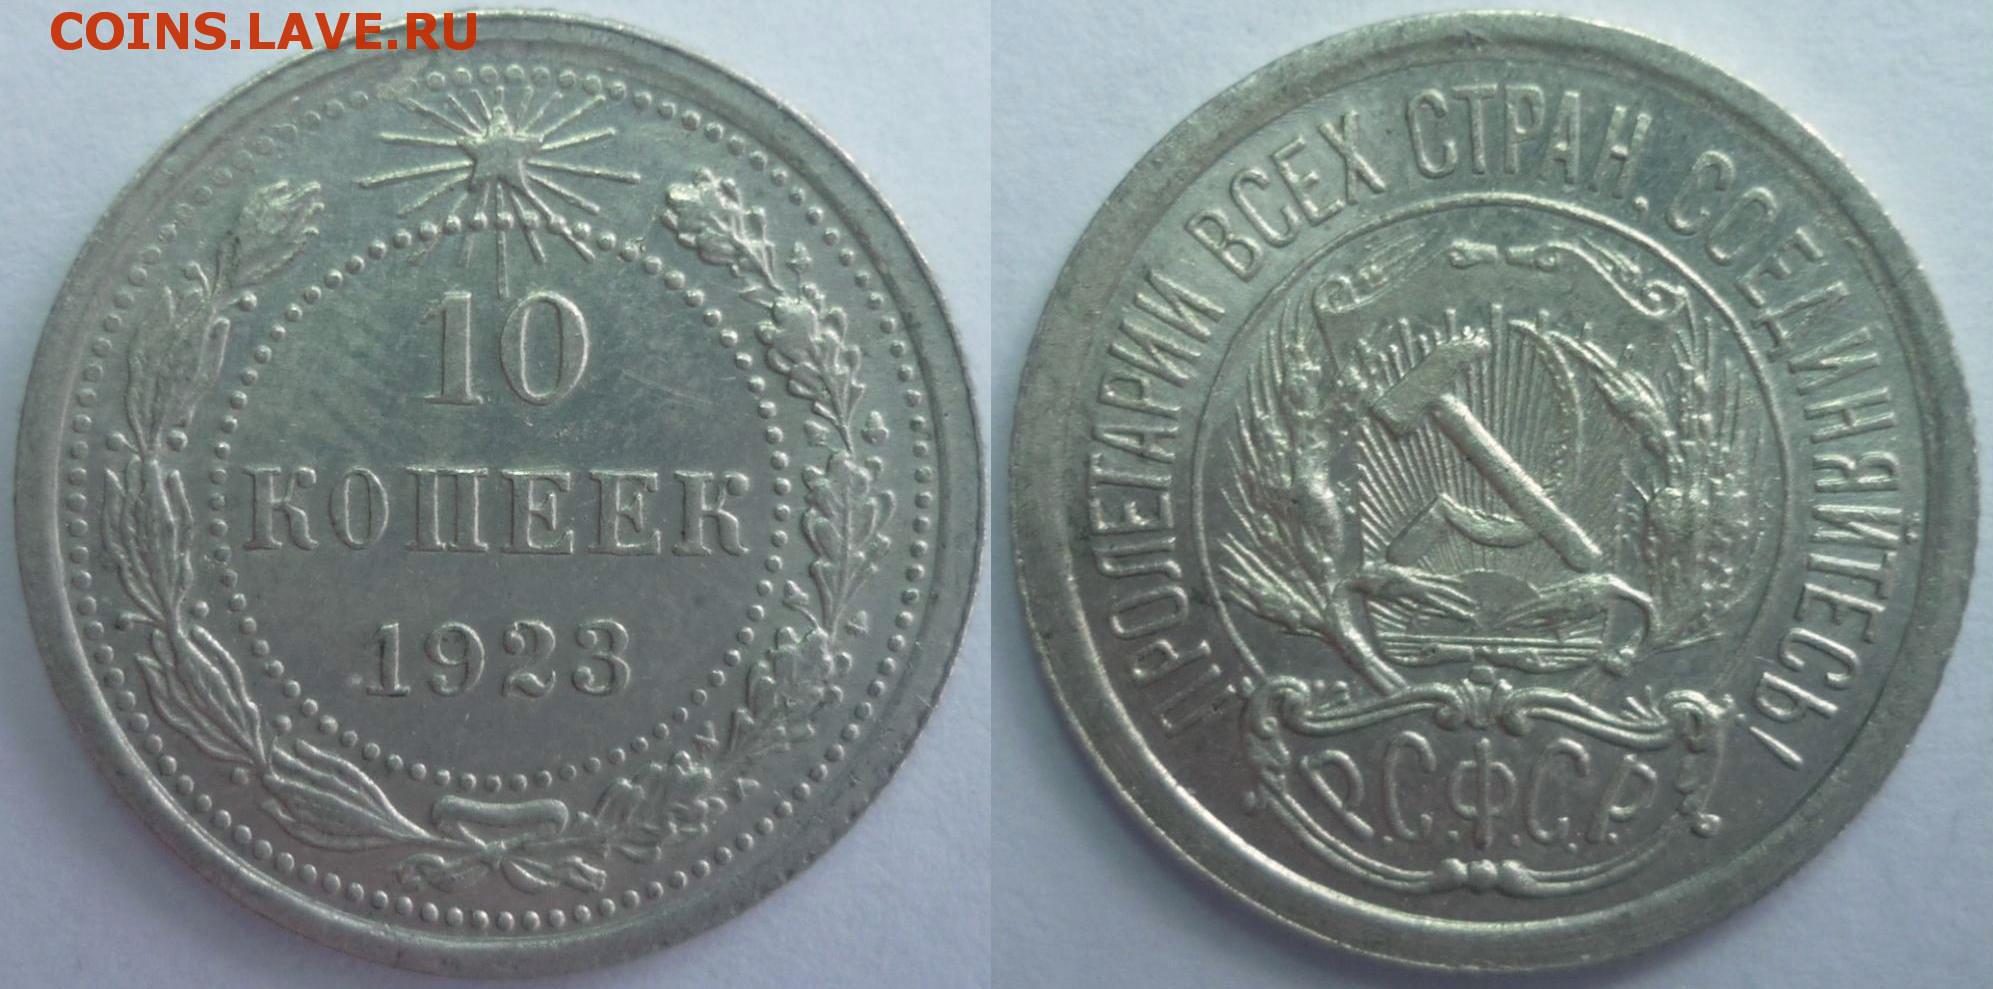 COINS.LAVE.RU
10
КОПЕЕК
1923
ПРОЛЕТАРИИ ВСЕХ СТРАН, СОЕДИНЯЙТЕСЬ!
Р.С.Ф.С.Р.